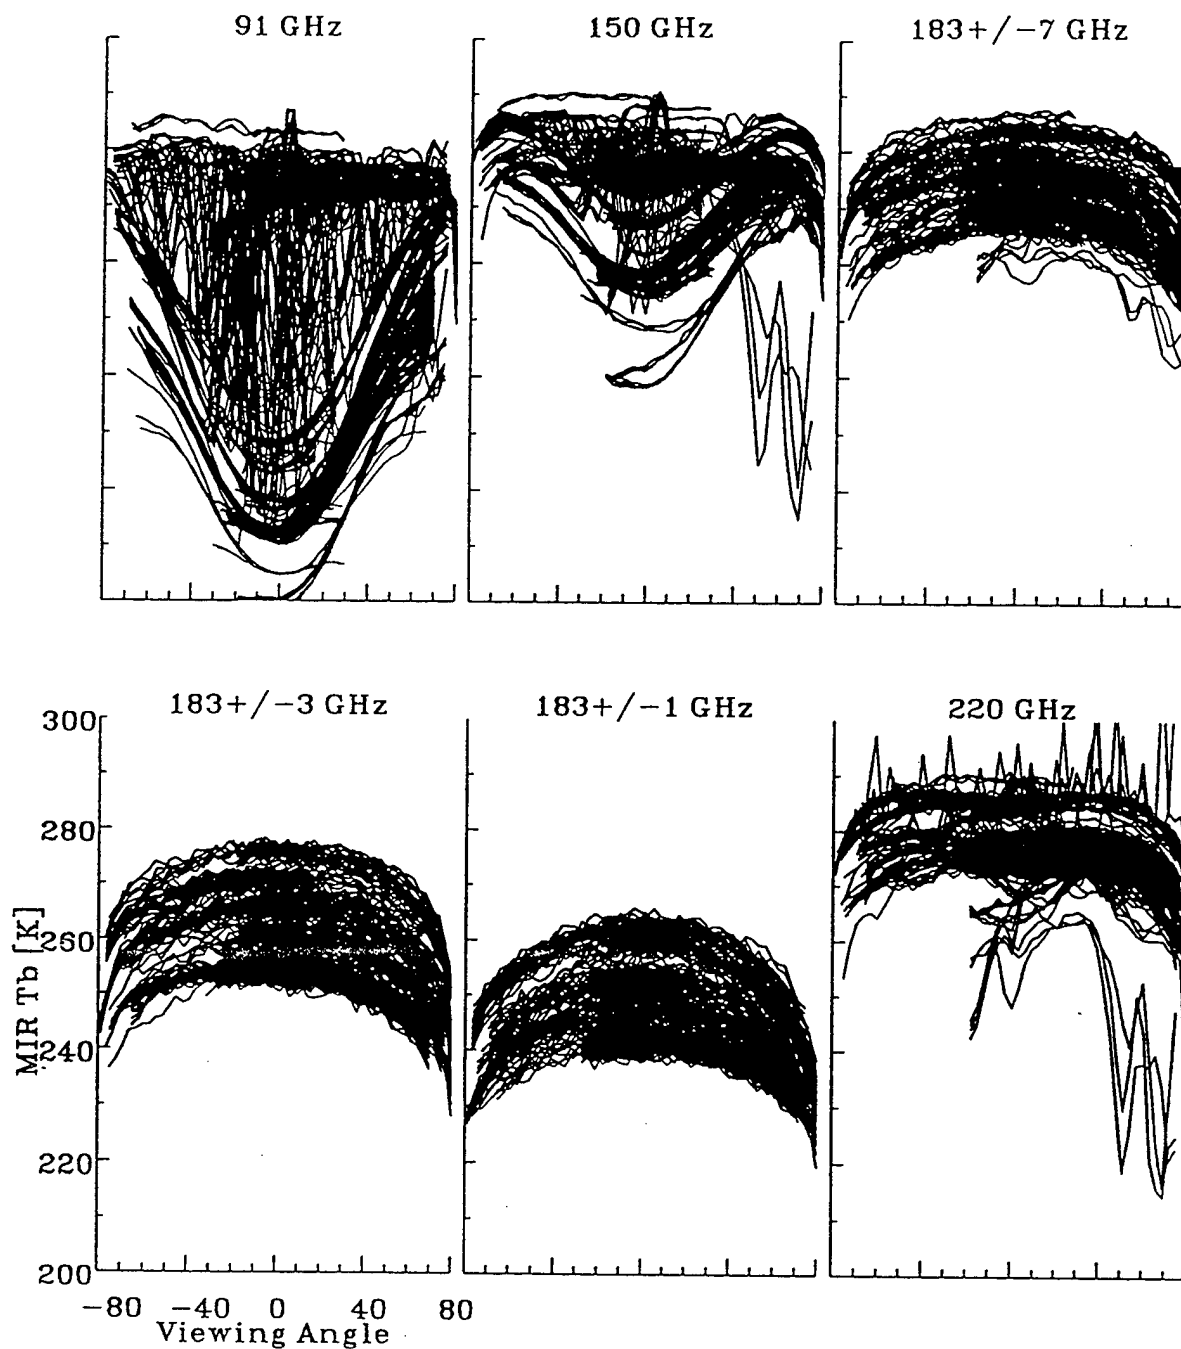 91 GHz
150 GHz
183+/-7 GHz
183+/-3 GHz
183+/-1 GHz
220 GHz
300
280
260
240
220
200
MIR Tb [K]
-80 -40 0 40 80
Viewing Angle